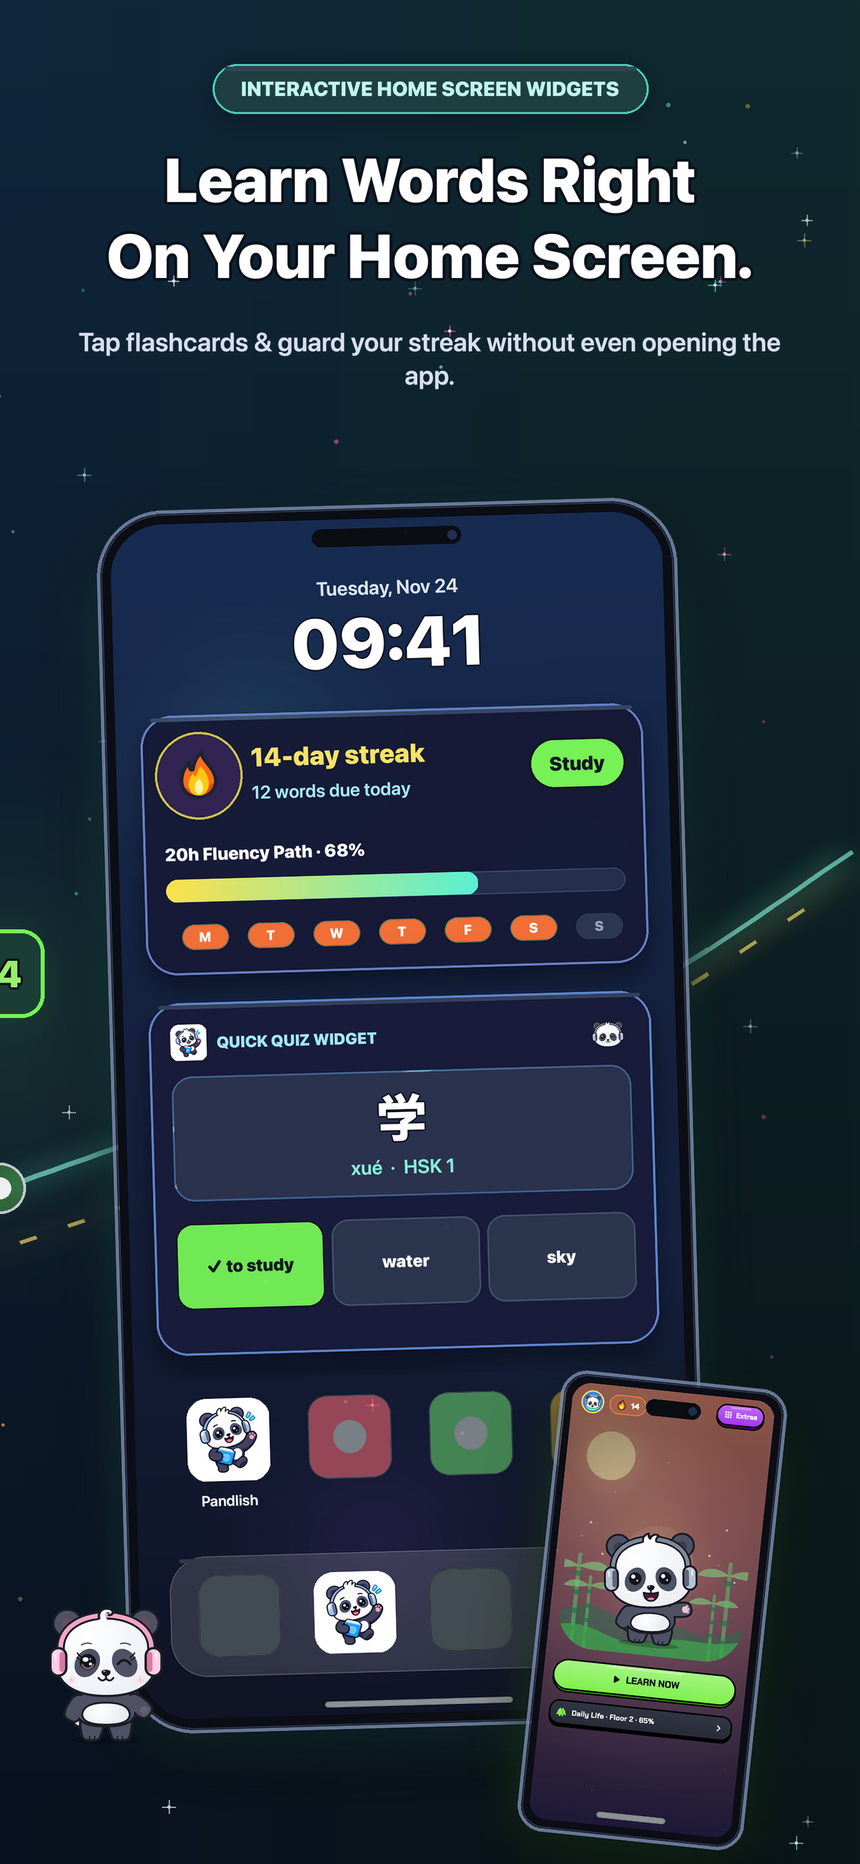 INTERACTIVE HOME SCREEN WIDGETS
Learn Words Right
On Your Home Screen.
Tap flashcards & guard your streak without even opening the
app.
Tuesday, Nov 24
09:41
14-day streak
12 words due today
Study
20h Fluency Path · 68%
M T W T F S S
4
QUICK QUIZ WIDGET
学
xué · HSK 1
✓ to study
water
sky
Pandlish
14
Extras
LEARN NOW
Daily Life · Floor 2 · 65%